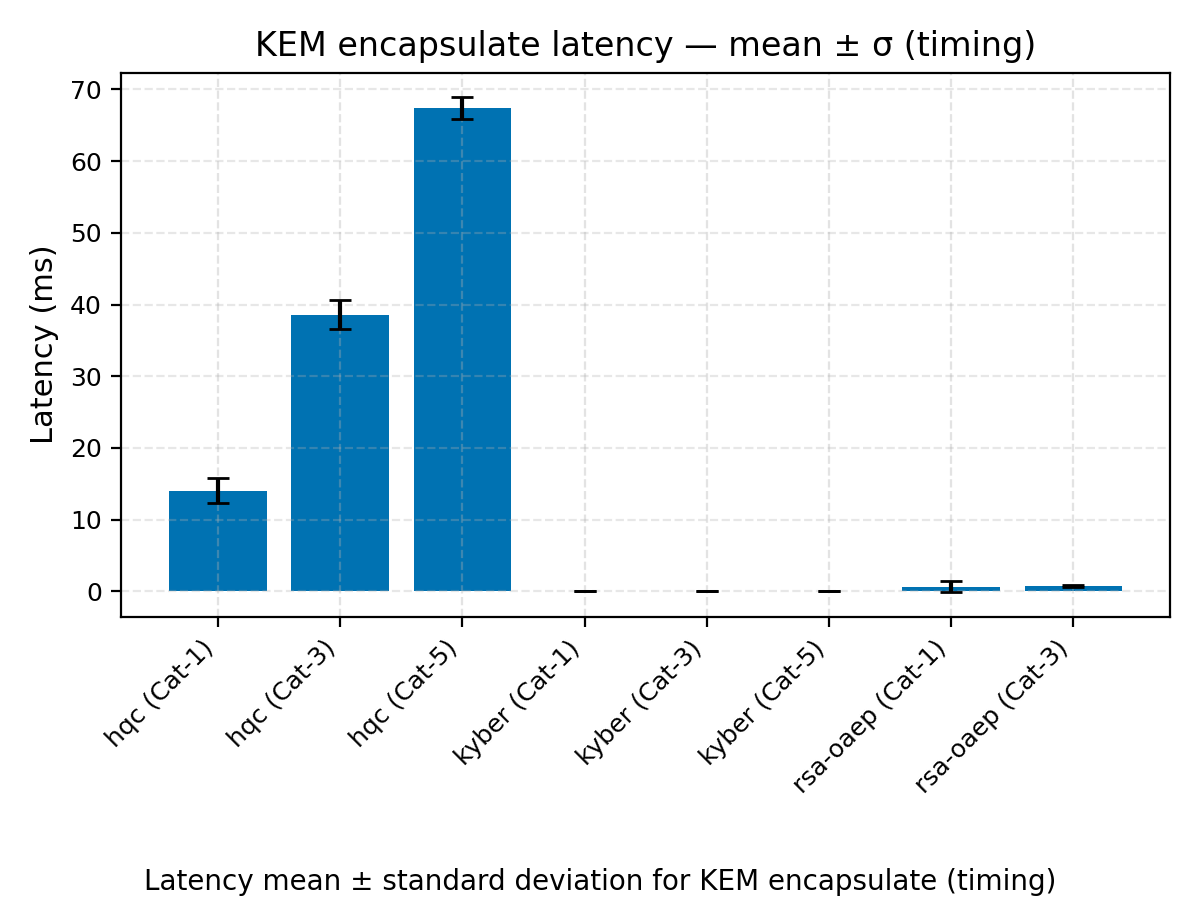 KEM encapsulate latency — mean ± σ (timing)
Latency (ms)
70
60
50
40
30
20
10
0
hqc (Cat-1)
hqc (Cat-3)
hqc (Cat-5)
kyber (Cat-1)
kyber (Cat-3)
kyber (Cat-5)
rsa-oaep (Cat-1)
rsa-oaep (Cat-3)
Latency mean ± standard deviation for KEM encapsulate (timing)